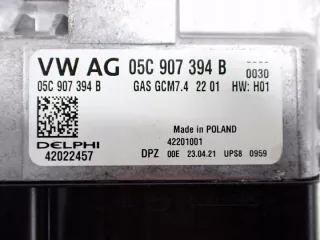 VW AG 05C 907 394 B
0030
05C 907 394 B GAS GCM7.4 22 01 HW: H01
Made in POLAND
DELPHI 42201001
42022457 DPZ 00E 23.04.21 UPS8 0959